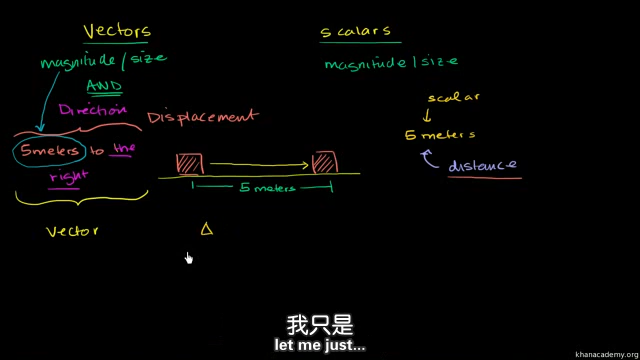 Vectors
magnitude / size
AND
Direction
Displacement
5 meters to the
right
Vector
5 meters
Δ
scalars
magnitude / size
scalar
5 meters
distance
我只是
let me just...
khanacademy.org